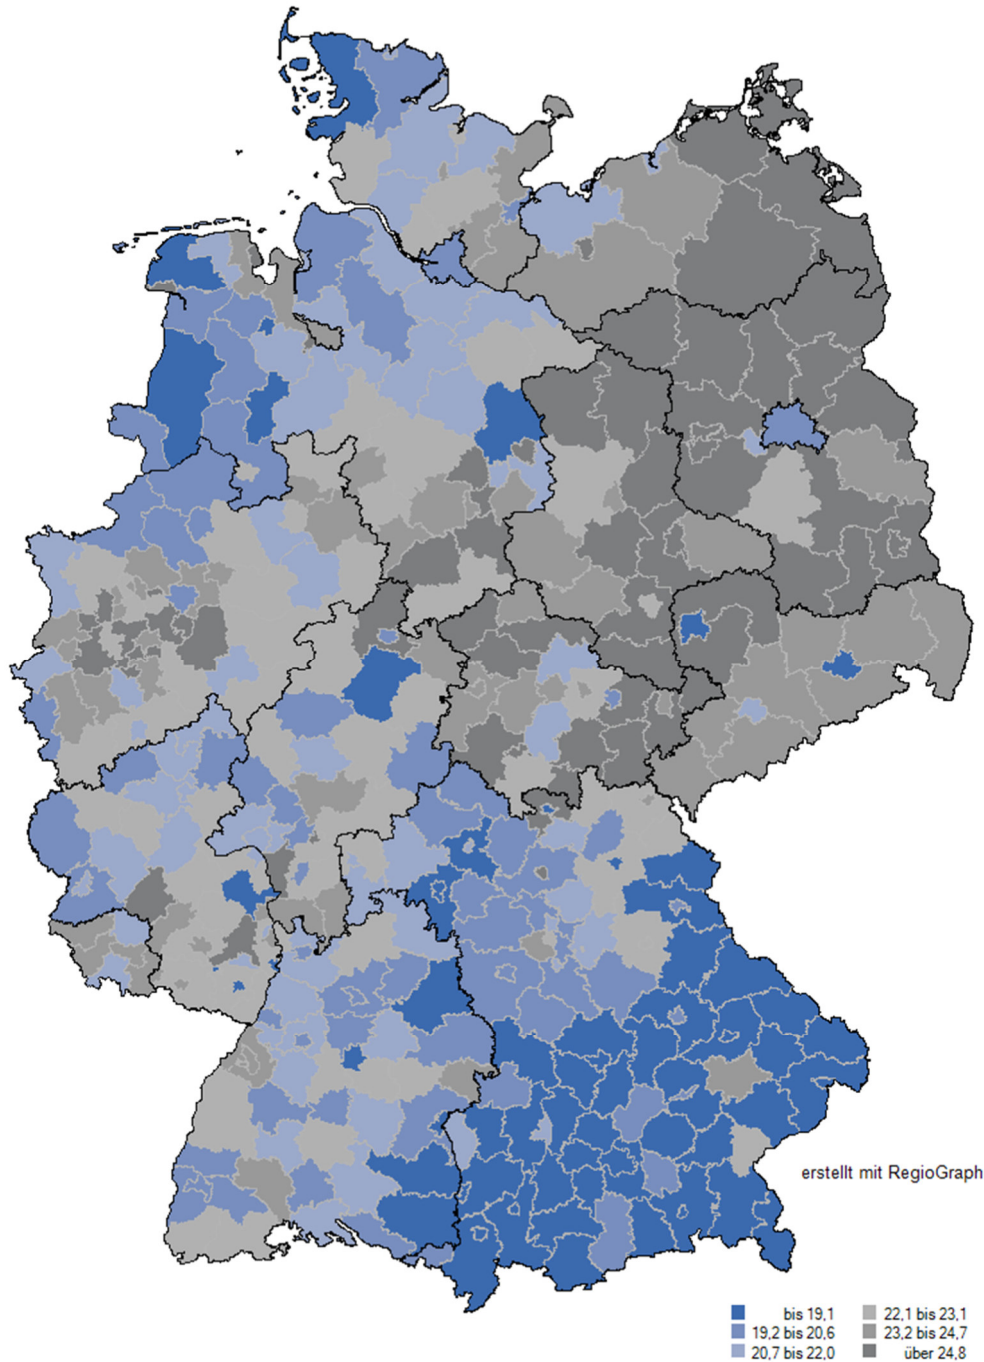 erstellt mit RegioGraph
bis 19,1
19,2 bis 20,6
20,7 bis 22,0
22,1 bis 23,1
23,2 bis 24,7
über 24,8